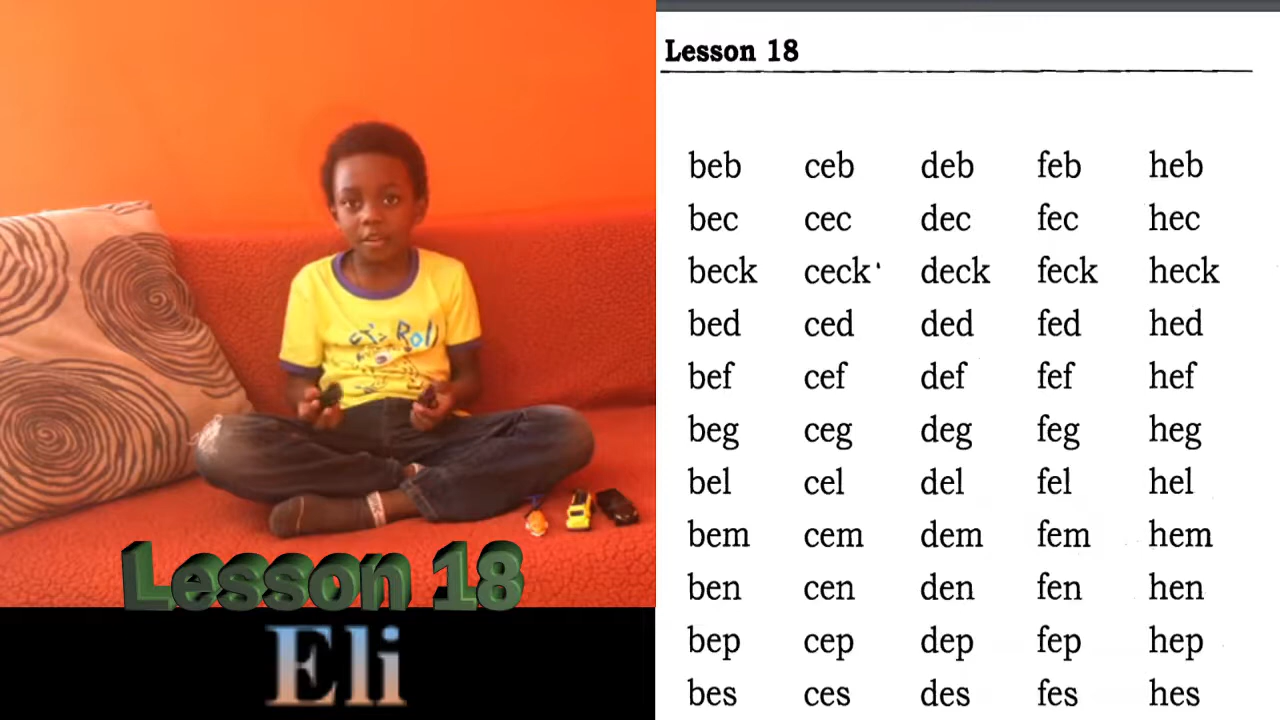 LET'S Roll
Lesson 18
Eli
Lesson 18
beb ceb deb feb heb
bec cec dec fec hec
beck ceck deck feck heck
bed ced ded fed hed
bef cef def fef hef
beg ceg deg feg heg
bel cel del fel hel
bem cem dem fem hem
ben cen den fen hen
bep cep dep fep hep
bes ces des fes hes